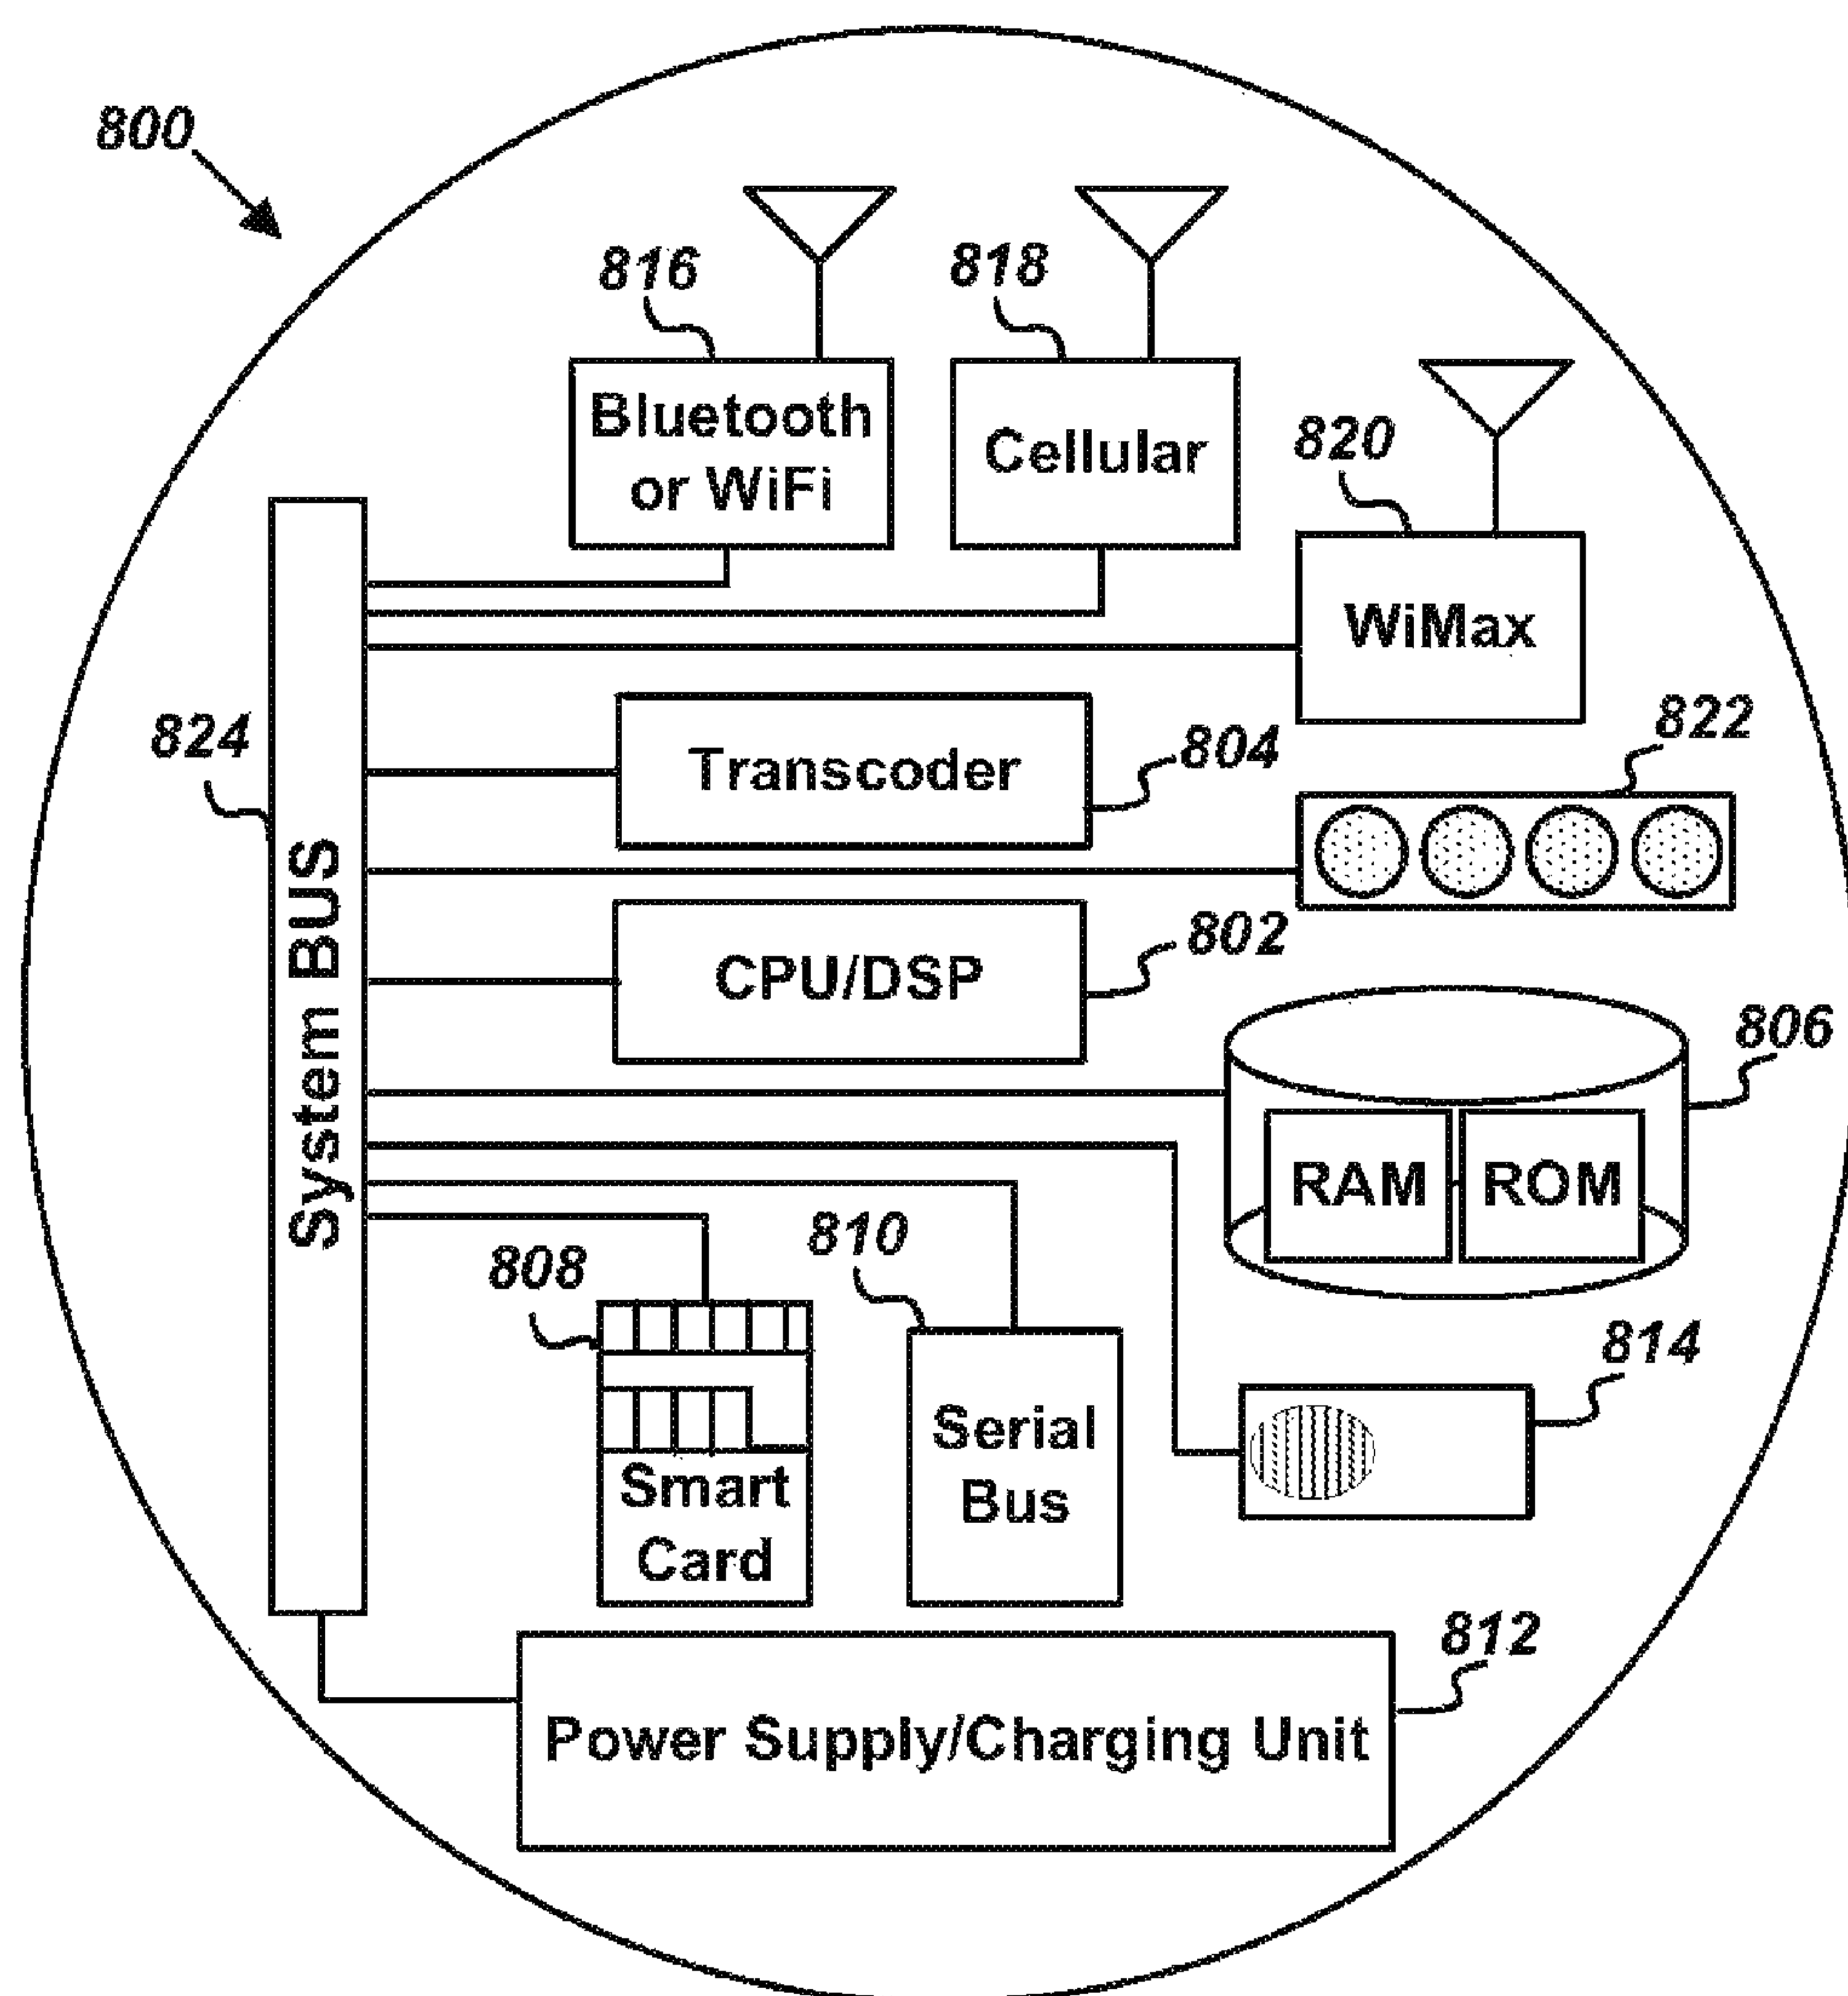 800
816
818
Bluetooth
or WiFi
Cellular
820
WiMax
824
Transcoder
804
822
System BUS
CPU/DSP
802
806
RAM
ROM
808
810
814
Smart
Card
Serial
Bus
812
Power Supply/Charging Unit